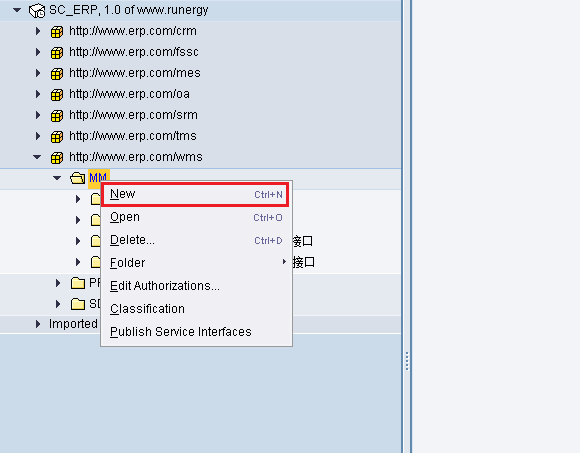 SC_ERP, 1.0 of www.runergy
http://www.erp.com/crm
http://www.erp.com/fssc
http://www.erp.com/mes
http://www.erp.com/oa
http://www.erp.com/srm
http://www.erp.com/tms
http://www.erp.com/wms
MM
New Ctrl+N
Open Ctrl+O
Delete... Ctrl+D 接口
Folder 接口
Edit Authorizations...
Classification
SD
Imported
Publish Service Interfaces